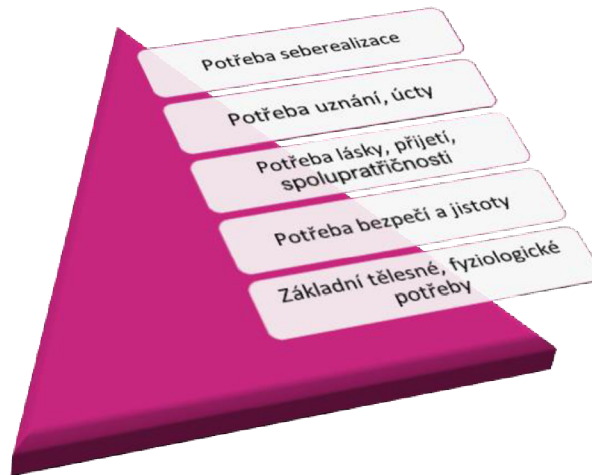 Potřeba seberealizace
Potřeba uznání, úcty
Potřeba lásky, přijetí,
spolupratřičnosti
Potřeba bezpečí a jistoty
Základní tělesné, fyziologické
potřeby